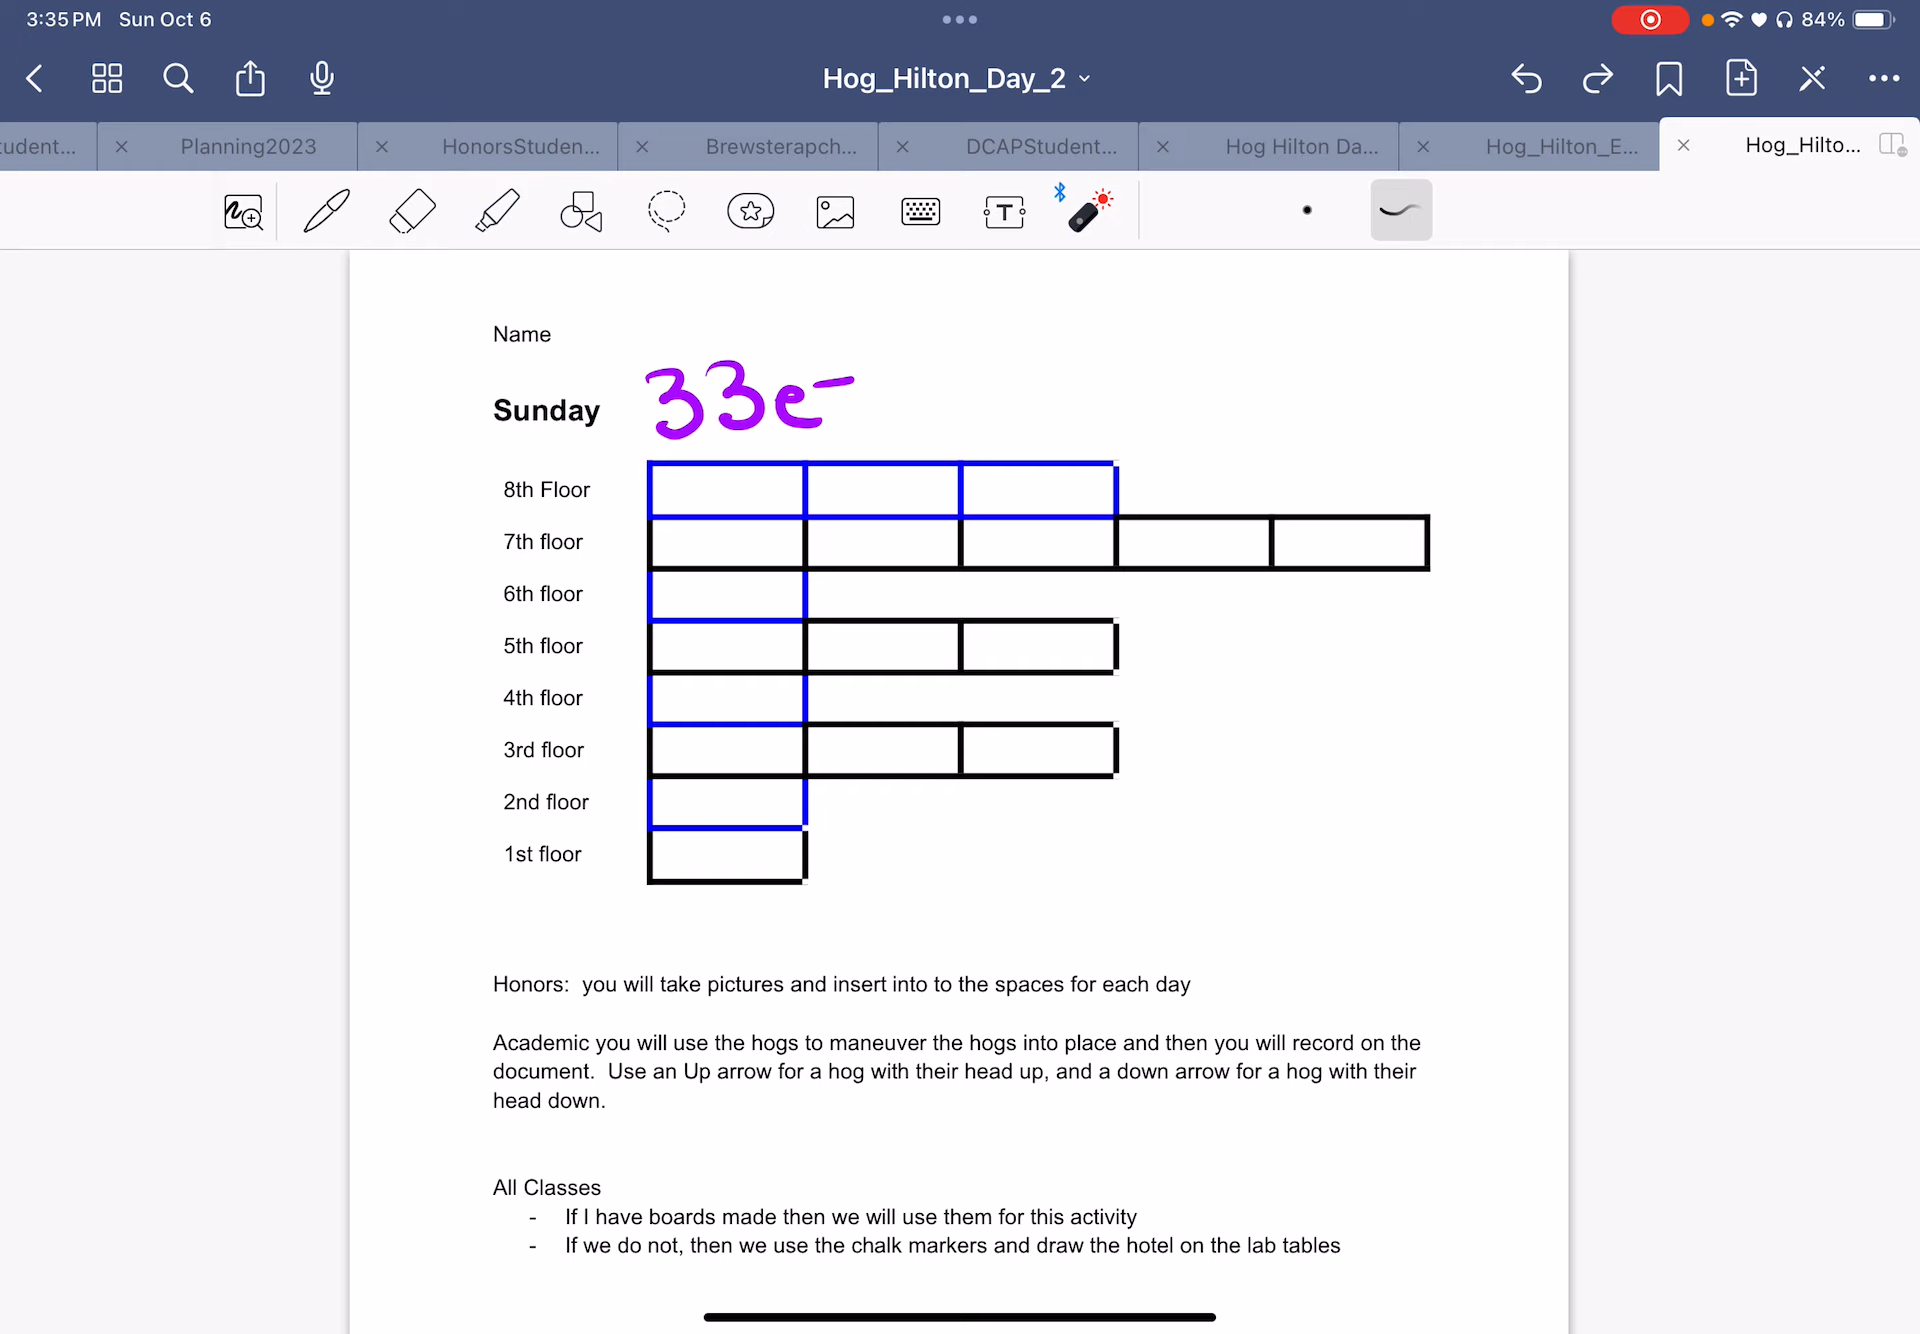 3:35 PM Sun Oct 6
84%
Hog_Hilton_Day_2
tudent...
Planning2023
HonorsStuden...
Brewsterapch...
DCAPStudent...
Hog Hilton Da...
Hog_Hilton_E...
Hog_Hilto...
T
Name
Sunday 33e-
8th Floor
7th floor
6th floor
5th floor
4th floor
3rd floor
2nd floor
1st floor
Honors: you will take pictures and insert into to the spaces for each day
Academic you will use the hogs to maneuver the hogs into place and then you will record on the
document. Use an Up arrow for a hog with their head up, and a down arrow for a hog with their
head down.
All Classes
- If I have boards made then we will use them for this activity
- If we do not, then we use the chalk markers and draw the hotel on the lab tables